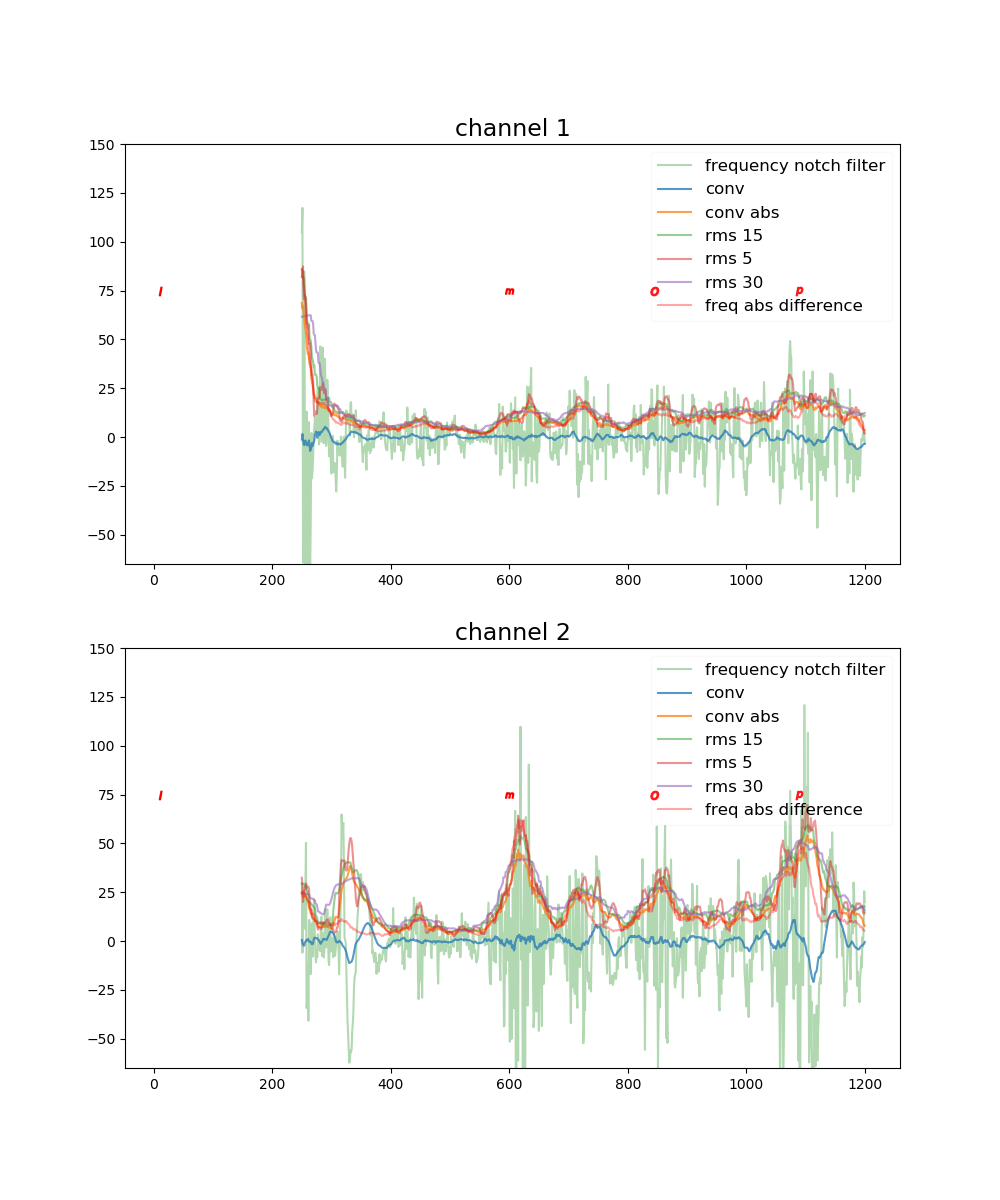 channel 1
150
125
100
75
50
25
0
−25
−50
frequency notch filter
conv
conv abs
rms 15
rms 5
rms 30
freq abs difference
l m O p
0 200 400 600 800 1000 1200
channel 2
150
125
100
75
50
25
0
−25
−50
frequency notch filter
conv
conv abs
rms 15
rms 5
rms 30
freq abs difference
l m O p
0 200 400 600 800 1000 1200